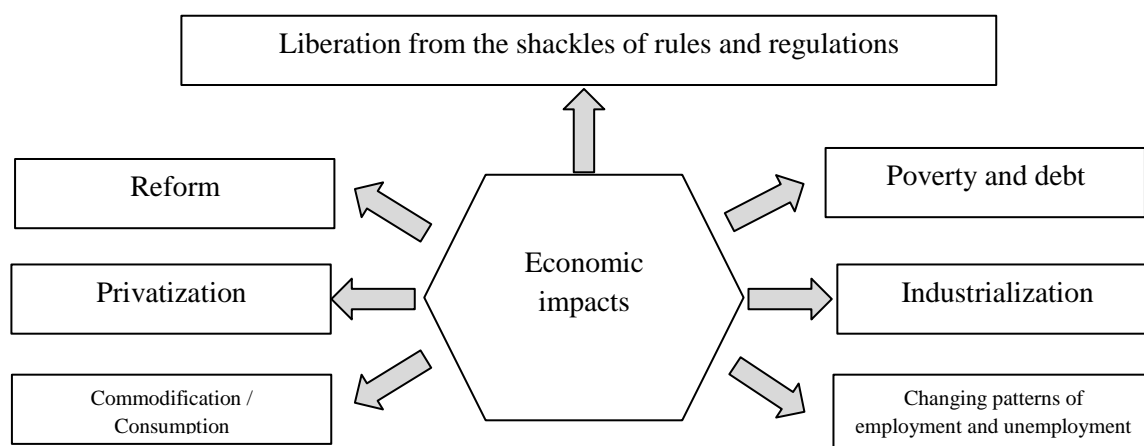 Liberation from the shackles of rules and regulations
Reform
Poverty and debt
Economic
impacts
Privatization
Industrialization
Commodification /
Consumption
Changing patterns of
employment and unemployment